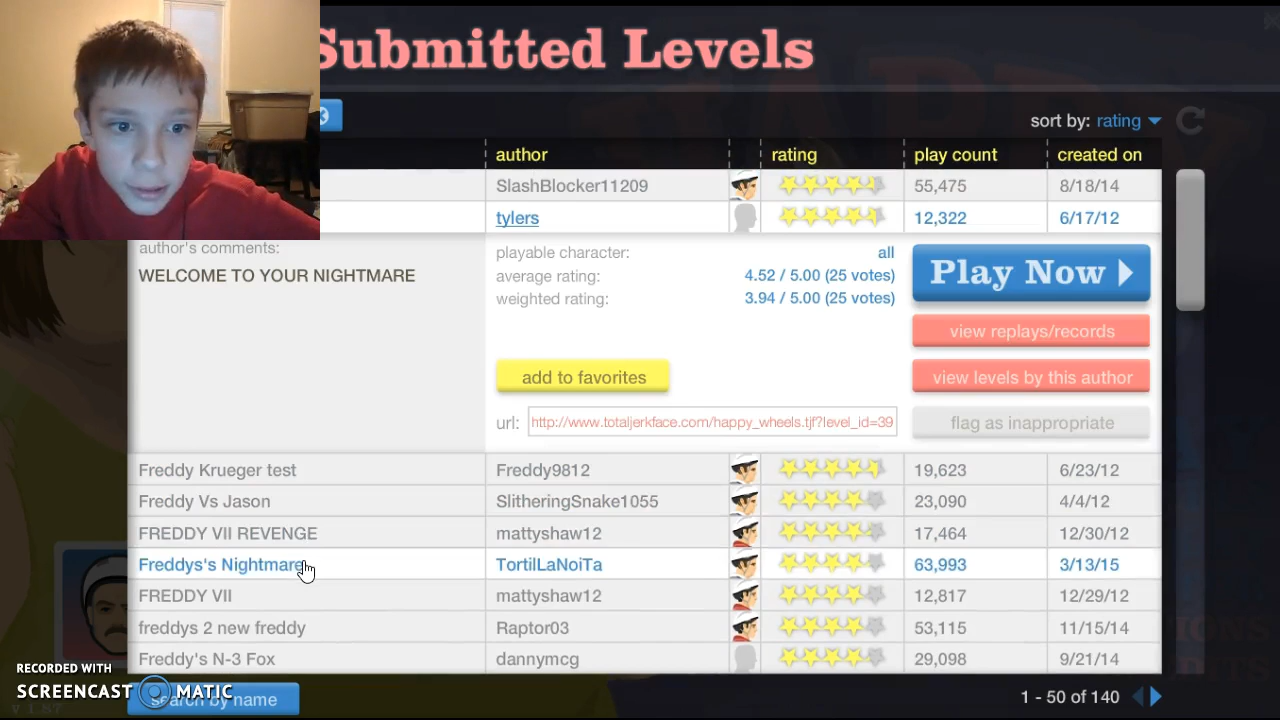 Submitted Levels
sort by: rating
author rating play count created on
SlashBlocker11209 55,475 8/18/14
tylers 12,322 6/17/12
author's comments:
WELCOME TO YOUR NIGHTMARE
playable character: all
average rating: 4.52 / 5.00 (25 votes)
weighted rating: 3.94 / 5.00 (25 votes)
Play Now
view replays/records
add to favorites
view levels by this author
url: http://www.totaljerkface.com/happy_wheels.tjf?level_id=39
flag as inappropriate
Freddy Krueger test Freddy9812 19,623 6/23/12
Freddy Vs Jason SlitheringSnake1055 23,090 4/4/12
FREDDY VII REVENGE mattyshaw12 17,464 12/30/12
Freddys's Nightmare TortilLaNoiTa 63,993 3/13/15
FREDDY VII mattyshaw12 12,817 12/29/12
freddys 2 new freddy Raptor03 53,115 11/15/14
Freddy's N-3 Fox dannymcg 29,098 9/21/14
RECORDED WITH
SCREENCAST MATIC
search by name
1 - 50 of 140
v 1.87